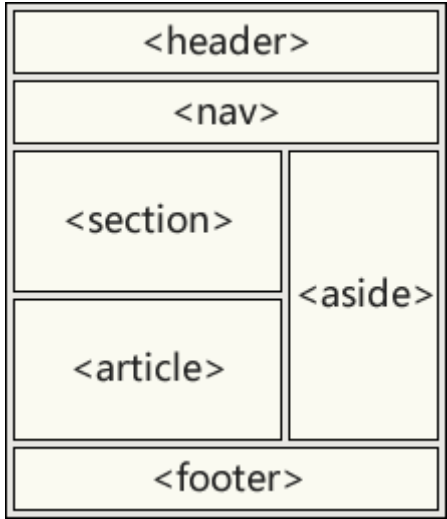 <header>
<nav>
<section>
<aside>
<article>
<footer>